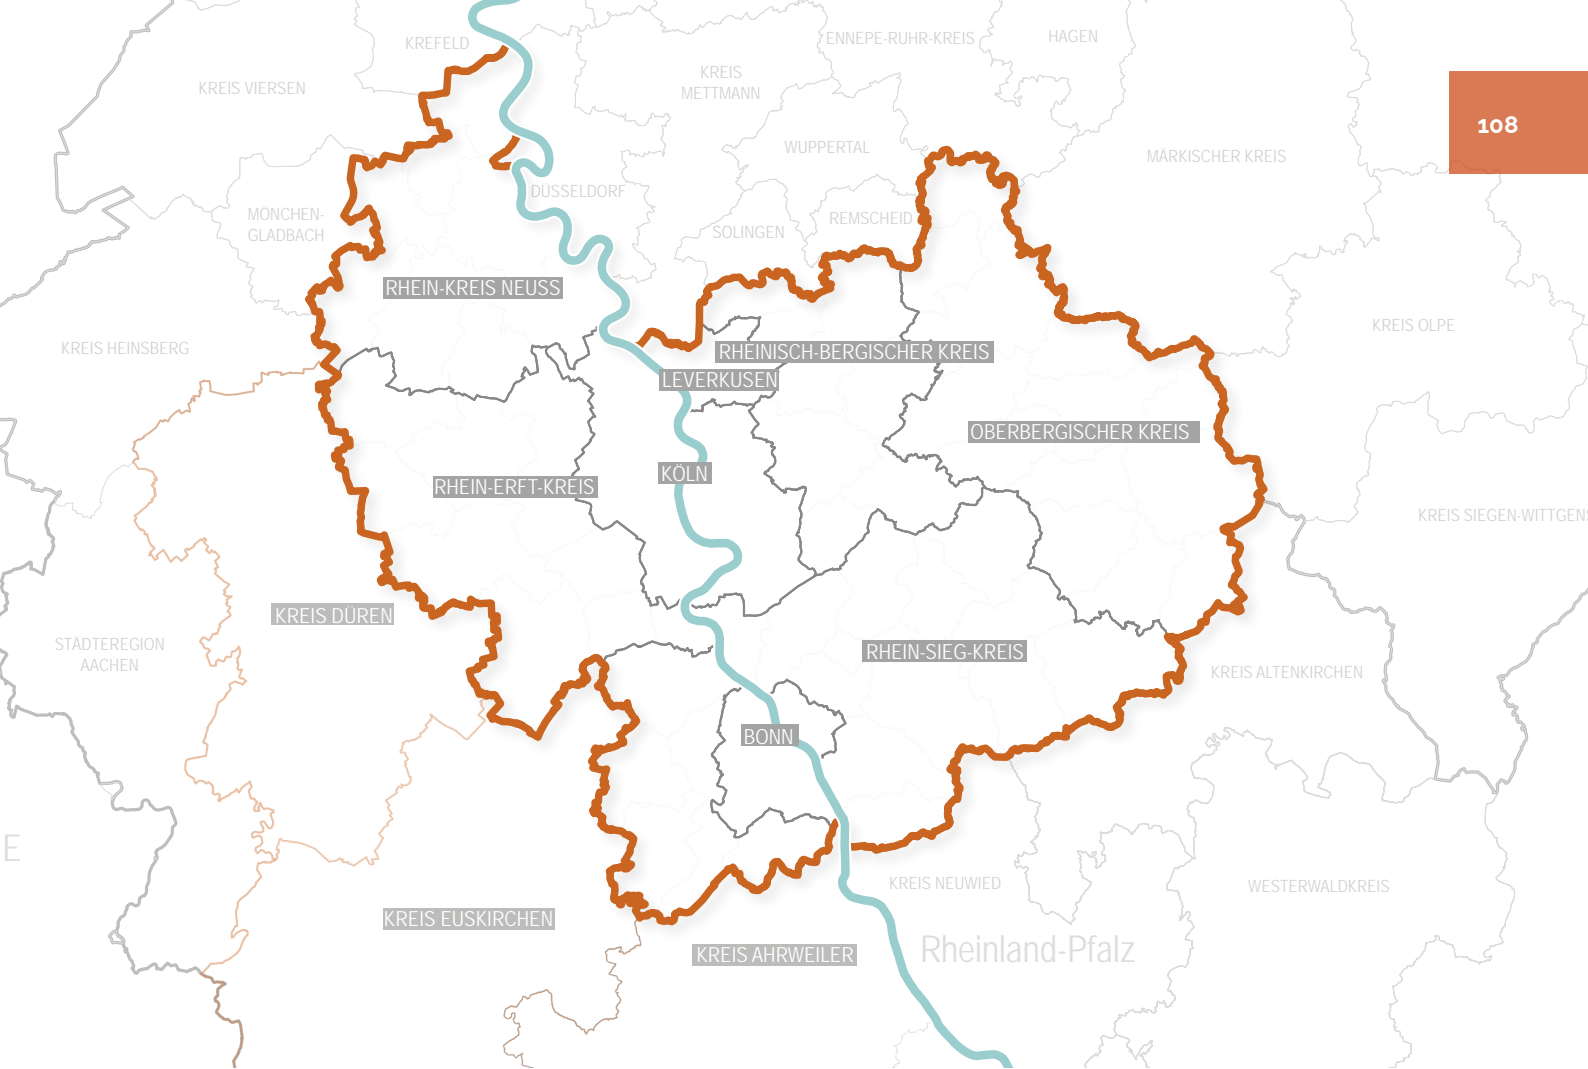 KREFELD
ENNEPE-RUHR-KREIS
HAGEN
KREIS VIERSEN
KREIS
METTMANN
108
WUPPERTAL
MÄRKISCHER KREIS
DÜSSELDORF
MÖNCHEN-
GLADBACH
SOLINGEN
REMSCHEID
RHEIN-KREIS NEUSS
KREIS OLPE
KREIS HEINSBERG
RHEINISCH-BERGISCHER KREIS
LEVERKUSEN
OBERBERGISCHER KREIS
KÖLN
RHEIN-ERFT-KREIS
KREIS SIEGEN-WITTGENS
KREIS DÜREN
STÄDTEREGION
AACHEN
RHEIN-SIEG-KREIS
KREIS ALTENKIRCHEN
BONN
E
KREIS NEUWIED
WESTERWALDKREIS
KREIS EUSKIRCHEN
KREIS AHRWEILER
Rheinland-Pfalz